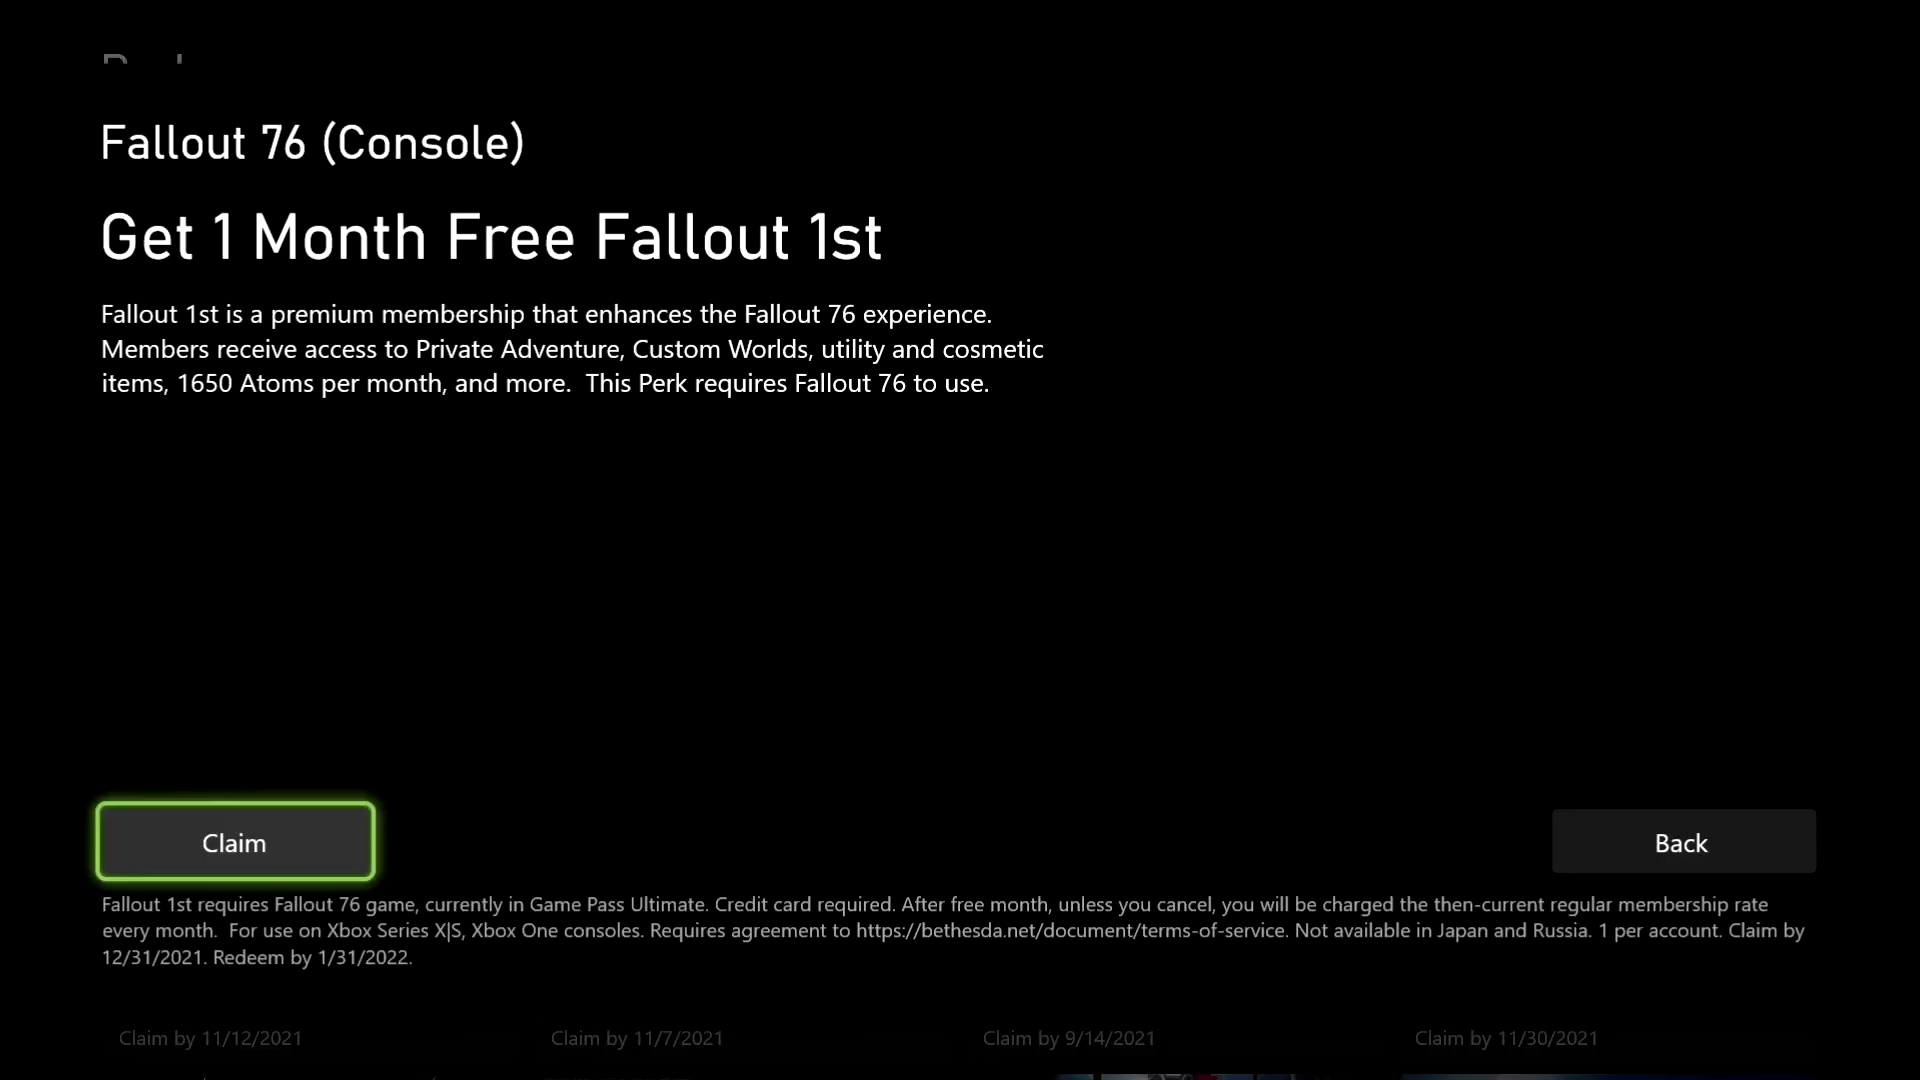 Fallout 76 (Console)
Get 1 Month Free Fallout 1st
Fallout 1st is a premium membership that enhances the Fallout 76 experience.
Members receive access to Private Adventure, Custom Worlds, utility and cosmetic
items, 1650 Atoms per month, and more.  This Perk requires Fallout 76 to use.
Claim
Back
Fallout 1st requires Fallout 76 game, currently in Game Pass Ultimate. Credit card required. After free month, unless you cancel, you will be charged the then-current regular membership rate
every month.  For use on Xbox Series X|S, Xbox One consoles. Requires agreement to https://bethesda.net/document/terms-of-service. Not available in Japan and Russia. 1 per account. Claim by
12/31/2021. Redeem by 1/31/2022.
Claim by 11/12/2021
Claim by 11/7/2021
Claim by 9/14/2021
Claim by 11/30/2021